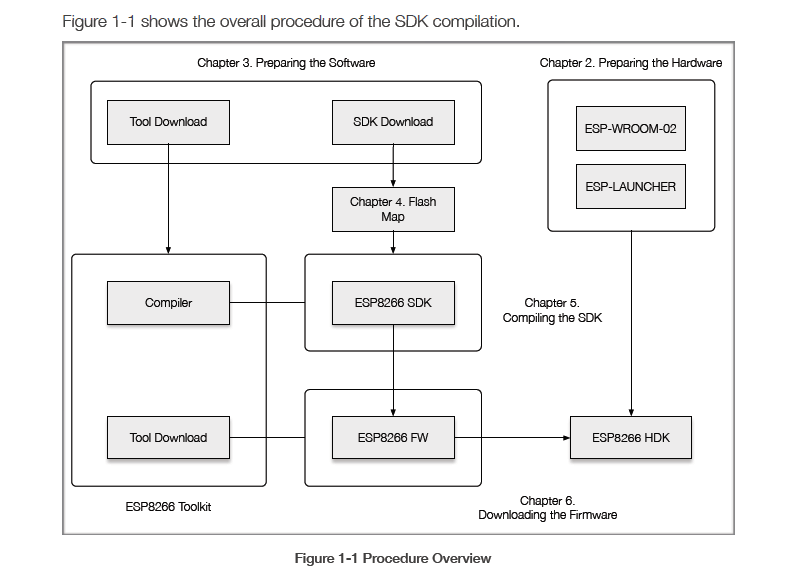 Figure 1-1 shows the overall procedure of the SDK compilation.
Chapter 3. Preparing the Software
Chapter 2. Preparing the Hardware
Tool Download
SDK Download
ESP-WROOM-02
ESP-LAUNCHER
Chapter 4. Flash
Map
Compiler
ESP8266 SDK
Chapter 5.
Compiling the SDK
Tool Download
ESP8266 FW
ESP8266 HDK
ESP8266 Toolkit
Chapter 6.
Downloading the Firmware
Figure 1-1 Procedure Overview